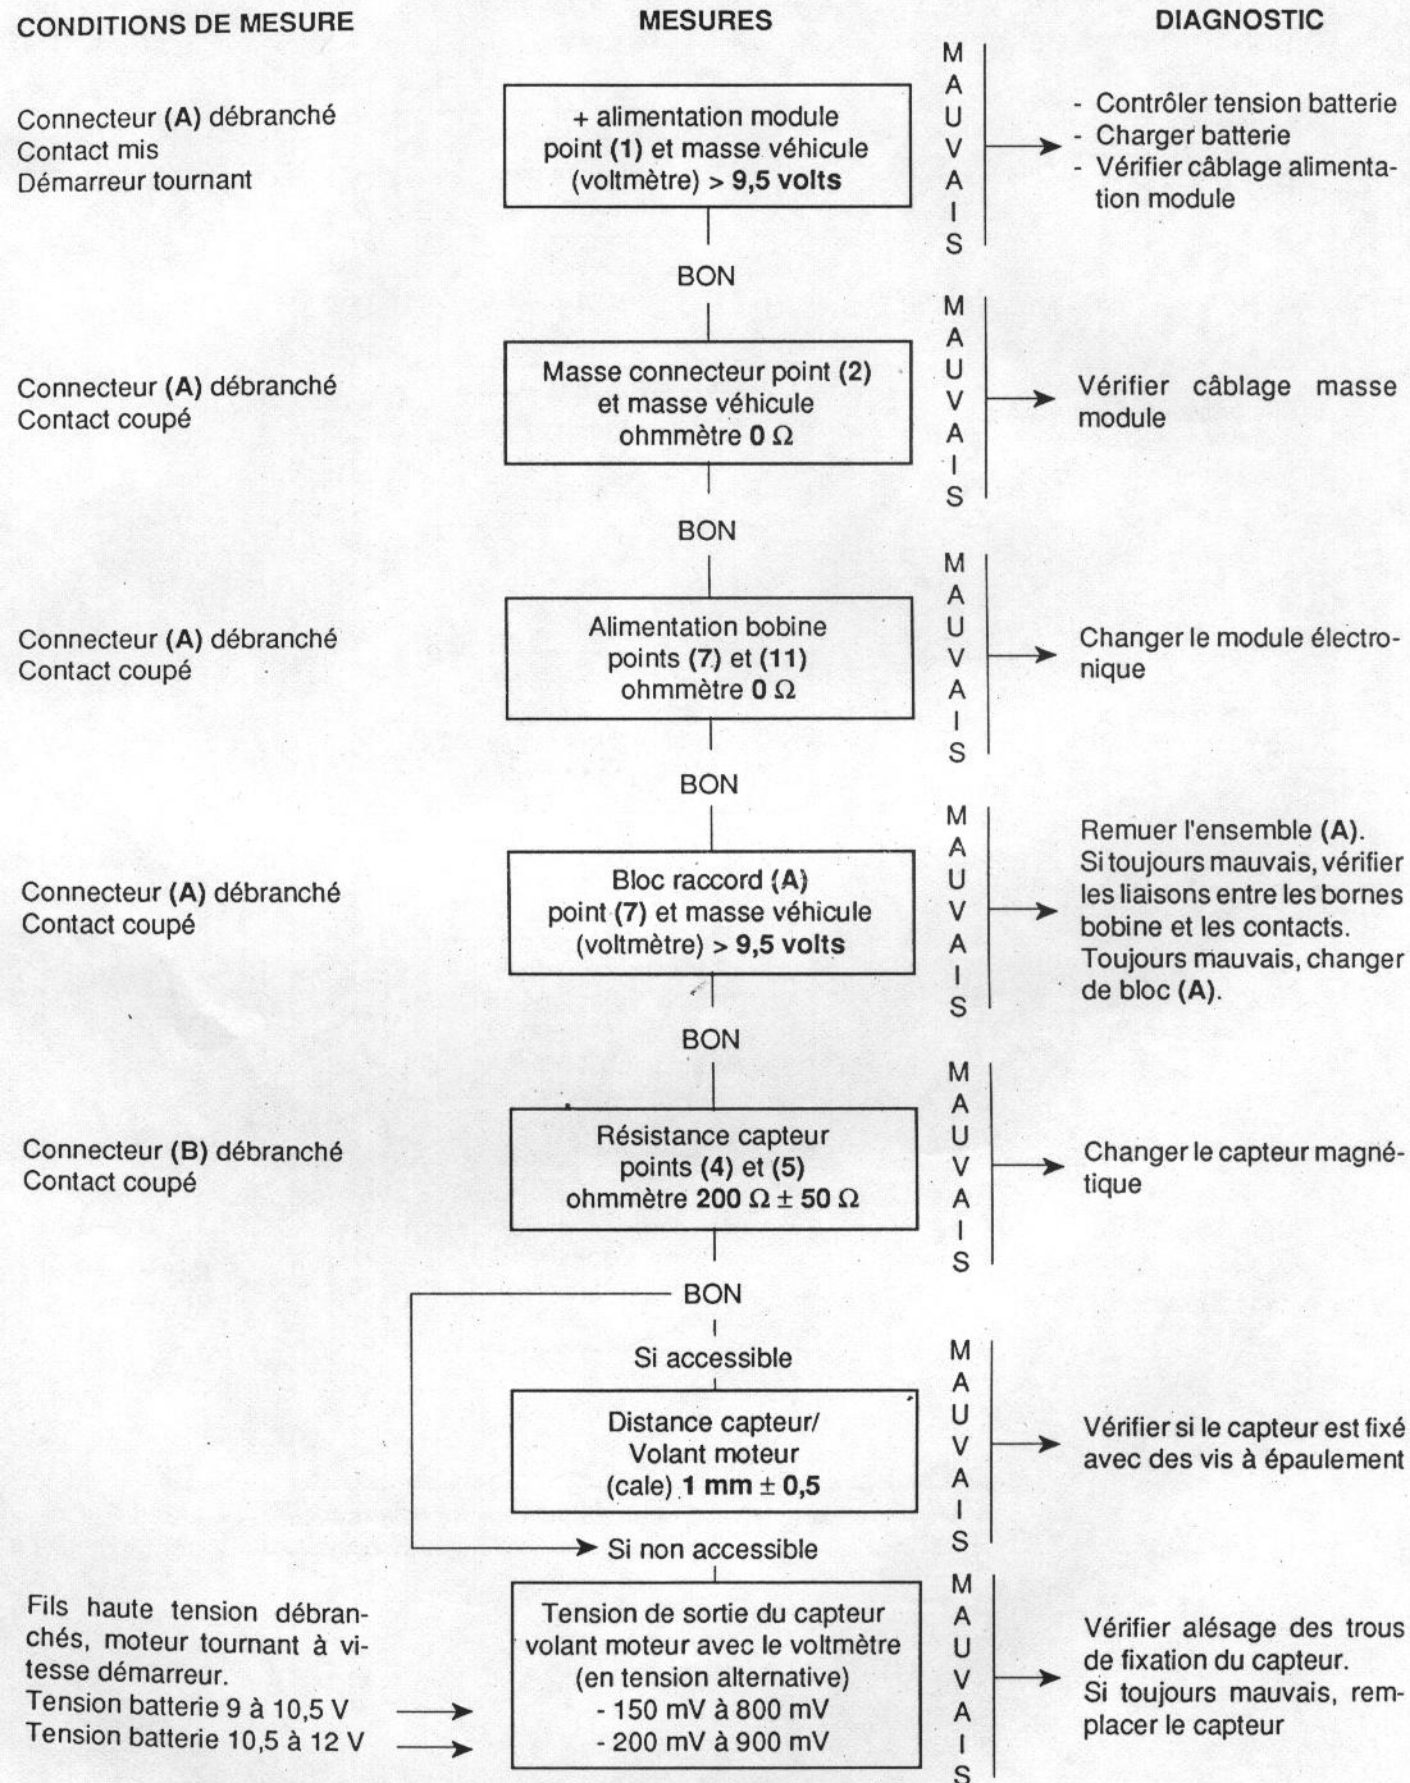 CONDITIONS DE MESURE
MESURES
DIAGNOSTIC
Connecteur (A) débranché
Contact mis
Démarreur tournant
+ alimentation module
point (1) et masse véhicule
(voltmètre) > 9,5 volts
MAUVAIS
- Contrôler tension batterie
- Charger batterie
- Vérifier câblage alimenta-
tion module
BON
Connecteur (A) débranché
Contact coupé
Masse connecteur point (2)
et masse véhicule
ohmmètre 0 Ω
MAUVAIS
Vérifier câblage masse
module
BON
Connecteur (A) débranché
Contact coupé
Alimentation bobine
points (7) et (11)
ohmmètre 0 Ω
MAUVAIS
Changer le module électro-
nique
BON
Connecteur (A) débranché
Contact coupé
Bloc raccord (A)
point (7) et masse véhicule
(voltmètre) > 9,5 volts
MAUVAIS
Remuer l'ensemble (A).
Si toujours mauvais, vérifier
les liaisons entre les bornes
bobine et les contacts.
Toujours mauvais, changer
de bloc (A).
BON
Connecteur (B) débranché
Contact coupé
Résistance capteur
points (4) et (5)
ohmmètre 200 Ω ± 50 Ω
MAUVAIS
Changer le capteur magné-
tique
BON
Si accessible
Distance capteur/
Volant moteur
(cale) 1 mm ± 0,5
MAUVAIS
Vérifier si le capteur est fixé
avec des vis à épaulement
Si non accessible
Fils haute tension débran-
chés, moteur tournant à vi-
tesse démarreur.
Tension batterie 9 à 10,5 V
Tension batterie 10,5 à 12 V
Tension de sortie du capteur
volant moteur avec le voltmètre
(en tension alternative)
- 150 mV à 800 mV
- 200 mV à 900 mV
MAUVAIS
Vérifier alésage des trous
de fixation du capteur.
Si toujours mauvais, rem-
placer le capteur